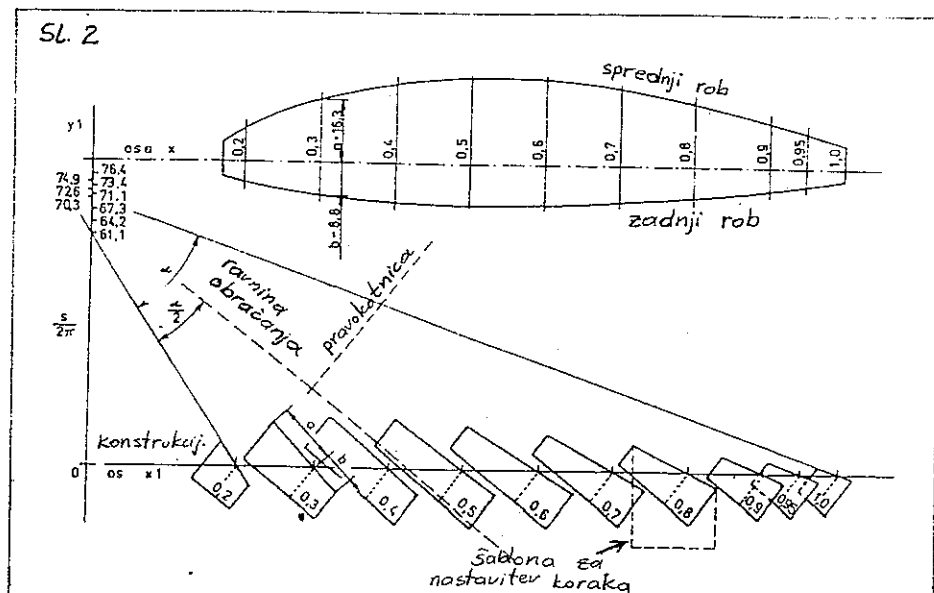 SL. 2
sprednji rob
y1
osa x
0,2
0,3
a=16,3
0,4
0,5
0,6
0,7
0,8
0,9
0,95
1,0
76.4
74.9
73.4
72.6
71.1
70.3
67.3
64.2
61.1
b=8,8
zadnji rob
ravnina
obračanja
pravokotnica
s
2π
konstrukcij.
0 os x1
a
b
0,2
0,3
0,4
0,5
0,6
0,7
0,8
0,9
0,95
1,0
šablona za
nastavitev koraka